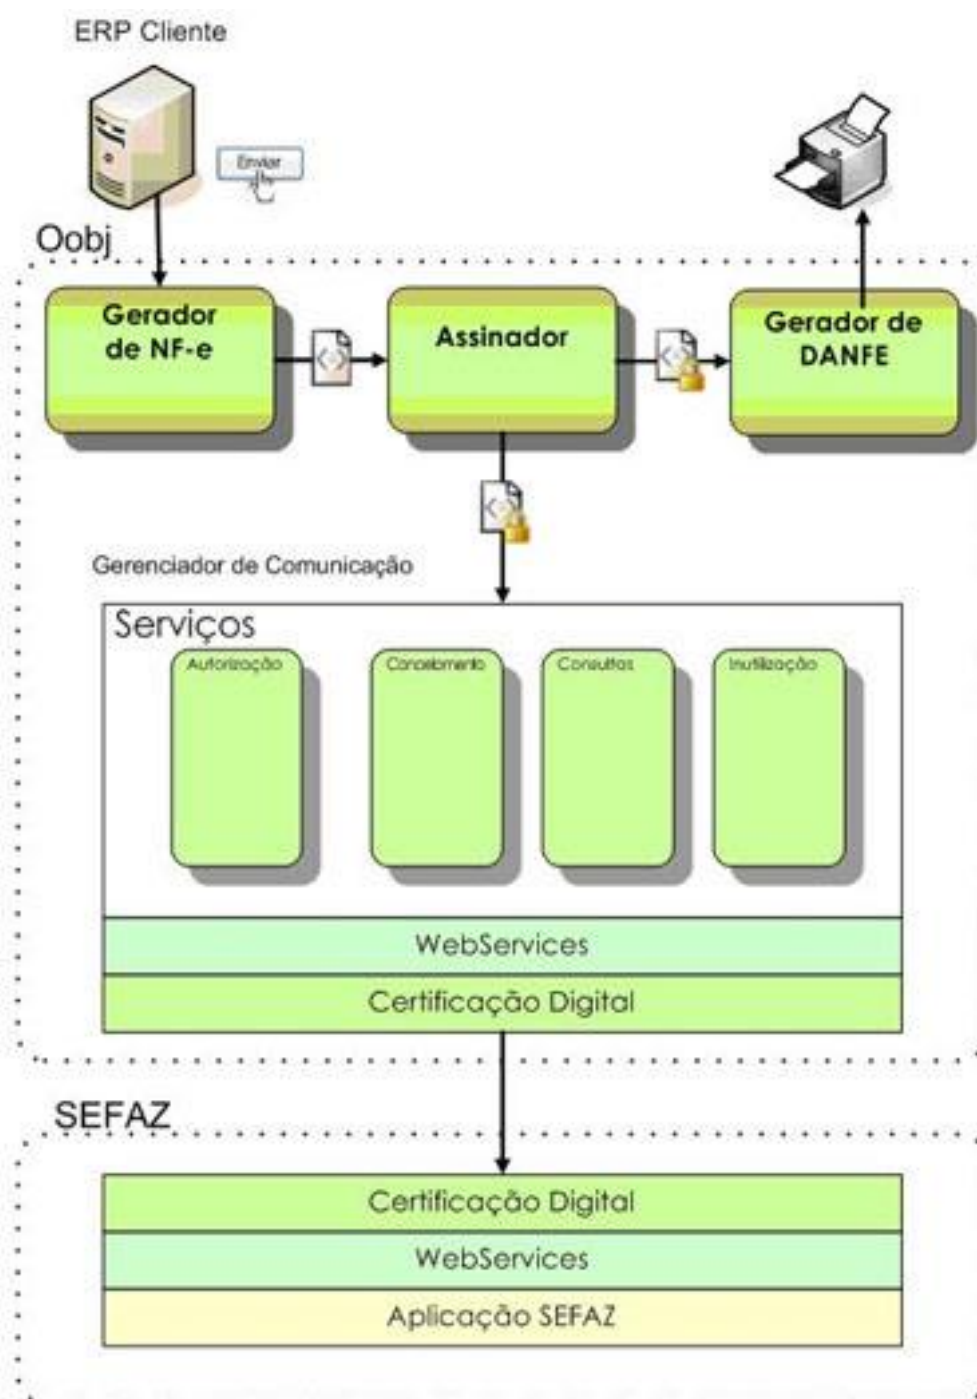 ERP Cliente
Enviar
Oobj
Gerador
de NF-e
Assinador
Gerador de
DANFE
Gerenciador de Comunicação
Serviços
Autorização
Cancelamento
Consultas
Inutilização
WebServices
Certificação Digital
SEFAZ
Certificação Digital
WebServices
Aplicação SEFAZ